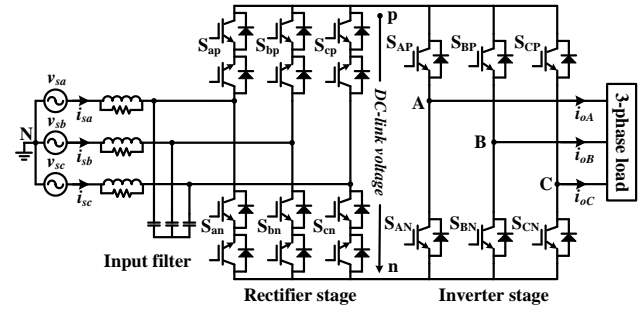 p
S_ap S_bp S_cp S_AP S_BP S_CP
v_sa
i_sa
N
v_sb
i_sb
v_sc
i_sc
DC-link voltage
A
i_oA
B
i_oB
C
i_oC
3-phase load
S_an S_bn S_cn S_AN S_BN S_CN
n
Input filter
Rectifier stage
Inverter stage